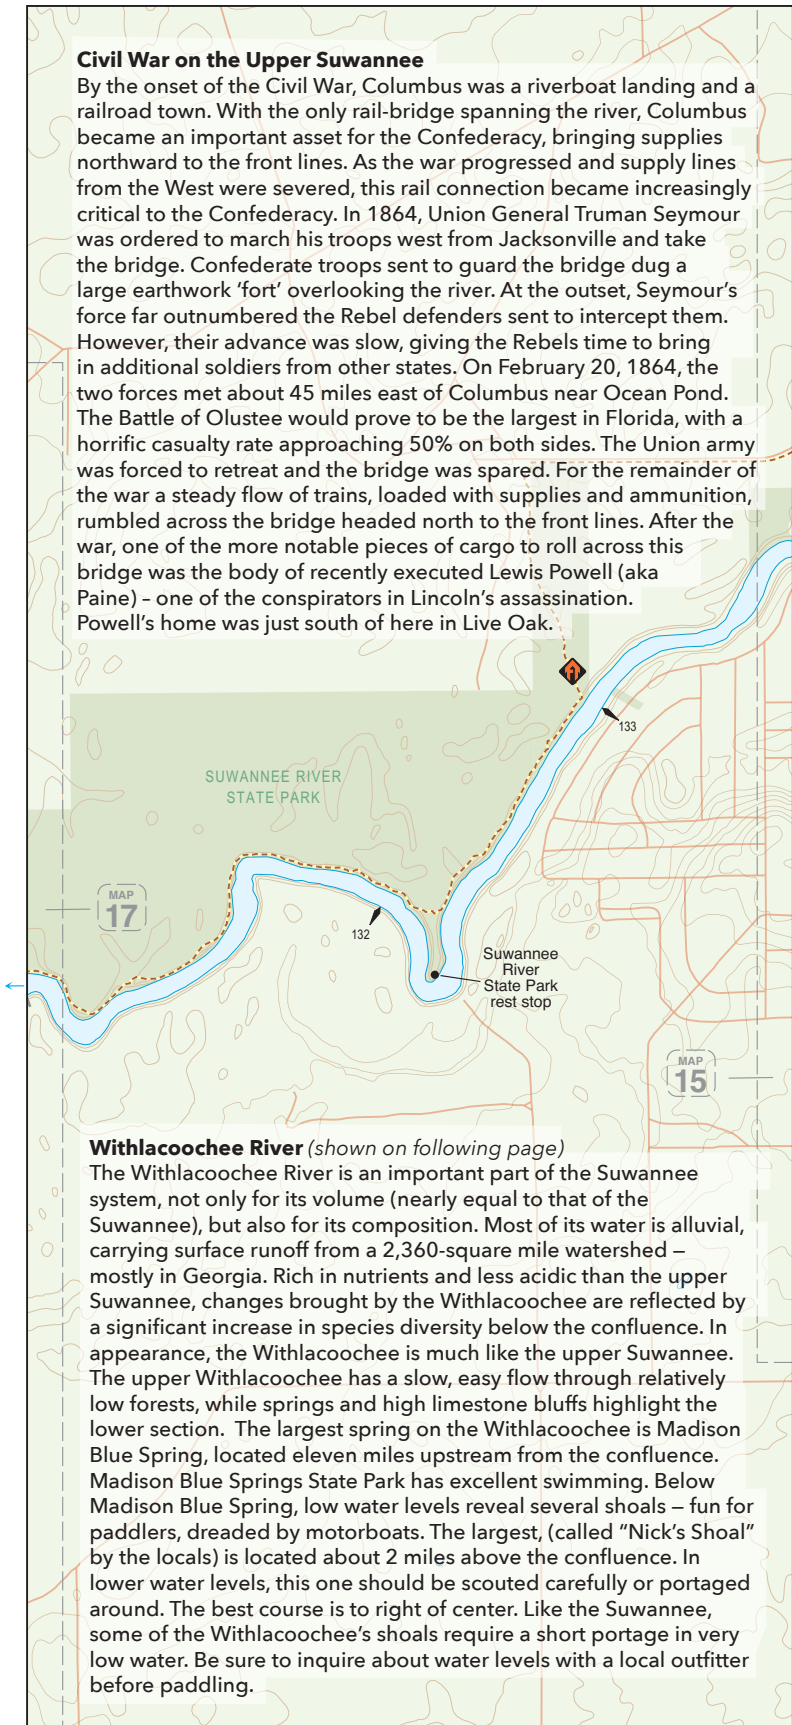 Civil War on the Upper Suwannee
By the onset of the Civil War, Columbus was a riverboat landing and a
railroad town. With the only rail-bridge spanning the river, Columbus
became an important asset for the Confederacy, bringing supplies
northward to the front lines. As the war progressed and supply lines
from the West were severed, this rail connection became increasingly
critical to the Confederacy. In 1864, Union General Truman Seymour
was ordered to march his troops west from Jacksonville and take
the bridge. Confederate troops sent to guard the bridge dug a
large earthwork ‘fort’ overlooking the river. At the outset, Seymour’s
force far outnumbered the Rebel defenders sent to intercept them.
However, their advance was slow, giving the Rebels time to bring
in additional soldiers from other states. On February 20, 1864, the
two forces met about 45 miles east of Columbus near Ocean Pond.
The Battle of Olustee would prove to be the largest in Florida, with a
horrific casualty rate approaching 50% on both sides. The Union army
was forced to retreat and the bridge was spared. For the remainder of
the war a steady flow of trains, loaded with supplies and ammunition,
rumbled across the bridge headed north to the front lines. After the
war, one of the more notable pieces of cargo to roll across this
bridge was the body of recently executed Lewis Powell (aka
Paine) – one of the conspirators in Lincoln’s assassination.
Powell’s home was just south of here in Live Oak.
133
SUWANNEE RIVER
STATE PARK
MAP
17
132
Suwannee
River
State Park
rest stop
MAP
15
Withlacoochee River (shown on following page)
The Withlacoochee River is an important part of the Suwannee
system, not only for its volume (nearly equal to that of the
Suwannee), but also for its composition. Most of its water is alluvial,
carrying surface runoff from a 2,360-square mile watershed –
mostly in Georgia. Rich in nutrients and less acidic than the upper
Suwannee, changes brought by the Withlacoochee are reflected by
a significant increase in species diversity below the confluence. In
appearance, the Withlacoochee is much like the upper Suwannee.
The upper Withlacoochee has a slow, easy flow through relatively
low forests, while springs and high limestone bluffs highlight the
lower section.  The largest spring on the Withlacoochee is Madison
Blue Spring, located eleven miles upstream from the confluence.
Madison Blue Springs State Park has excellent swimming. Below
Madison Blue Spring, low water levels reveal several shoals – fun for
paddlers, dreaded by motorboats. The largest, (called “Nick’s Shoal”
by the locals) is located about 2 miles above the confluence. In
lower water levels, this one should be scouted carefully or portaged
around. The best course is to right of center. Like the Suwannee,
some of the Withlacoochee’s shoals require a short portage in very
low water. Be sure to inquire about water levels with a local outfitter
before paddling.